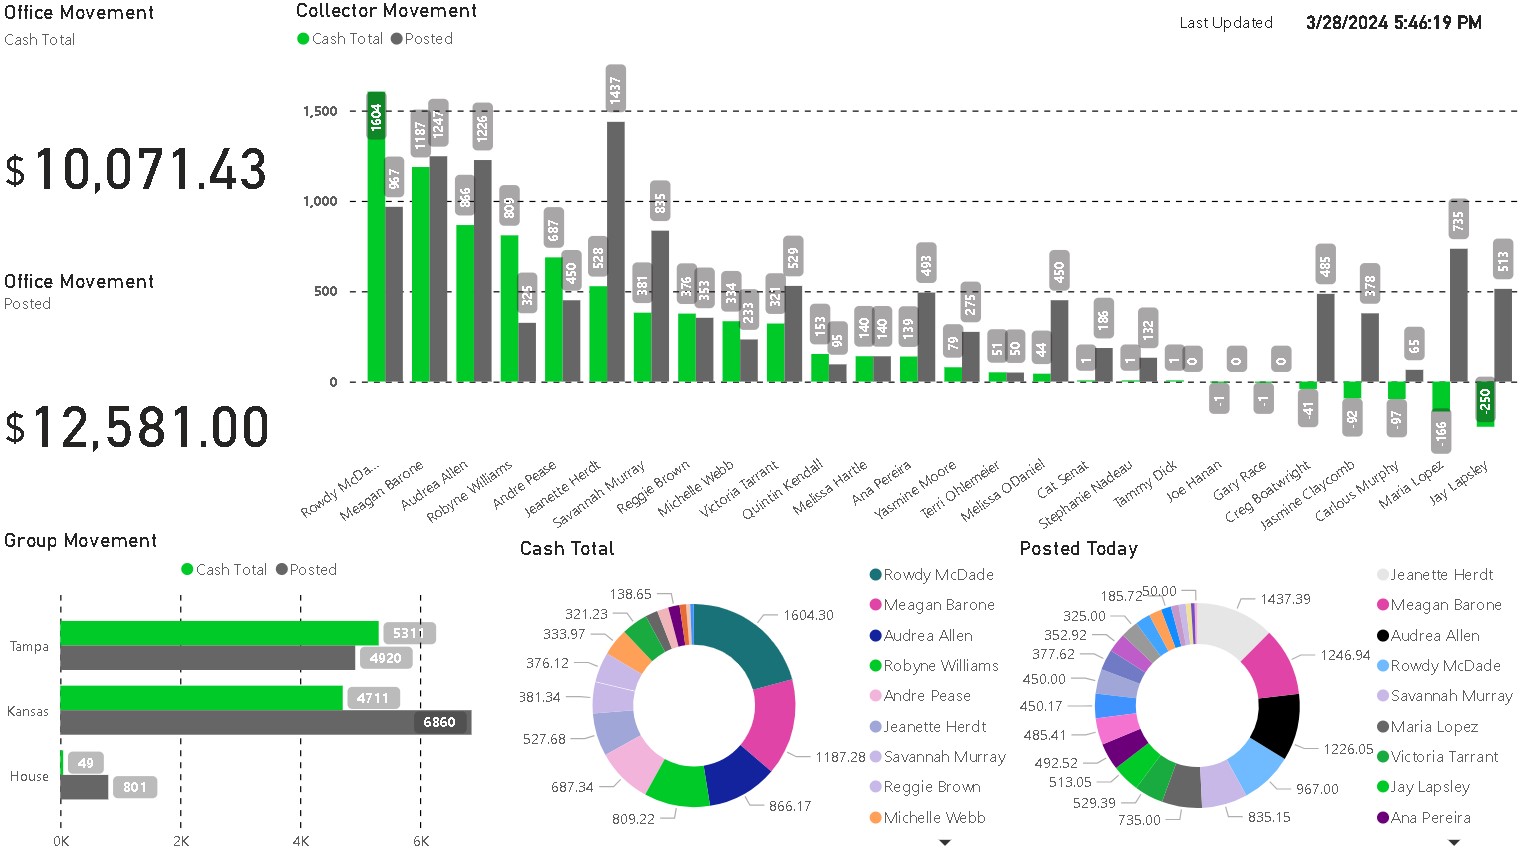 Office Movement
Cash Total
$10,071.43
Office Movement
Posted
$12,581.00
Collector Movement
Cash Total Posted
Last Updated 3/28/2024 5:46:19 PM
1,500
1,000
500
0
1604 967
1187 1247
866 1226
809 325
687 450
528 1437
381 835
376 353
334 233
321 529
153 95
140 140
139 493
79 275
51 50
44 450
1 186
1 132
1 0
-1 0
-1 0
-41 485
-92 378
-97 65
-166 735
-250 513
Rowdy McDa...
Meagan Barone
Audrea Allen
Robyne Williams
Andre Pease
Jeanette Herdt
Savannah Murray
Reggie Brown
Michelle Webb
Victoria Tarrant
Quintin Kendall
Melissa Hartle
Ana Pereira
Yasmine Moore
Terri Ohlemeier
Melissa O'Daniel
Cat Senat
Stephanie Nadeau
Tammy Dick
Joe Hanan
Gary Race
Creg Boatwright
Jasmine Claycomb
Carlous Murphy
Maria Lopez
Jay Lapsley
Group Movement
Cash Total Posted
Tampa
5311
4920
Kansas
4711
6860
House
49
801
0K 2K 4K 6K
Cash Total
1604.30
1187.28
866.17
809.22
687.34
527.68
381.34
376.12
333.97
321.23
138.65
Rowdy McDade
Meagan Barone
Audrea Allen
Robyne Williams
Andre Pease
Jeanette Herdt
Savannah Murray
Reggie Brown
Michelle Webb
Posted Today
1437.39
1246.94
1226.05
967.00
835.15
735.00
529.39
513.05
492.52
485.41
450.17
450.00
377.62
352.92
325.00
185.72
50.00
Jeanette Herdt
Meagan Barone
Audrea Allen
Rowdy McDade
Savannah Murray
Maria Lopez
Victoria Tarrant
Jay Lapsley
Ana Pereira